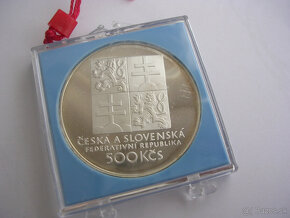 ČESKÁ A SLOVENSKÁ
FEDERATIVNÍ REPUBLIKA
500 KČS